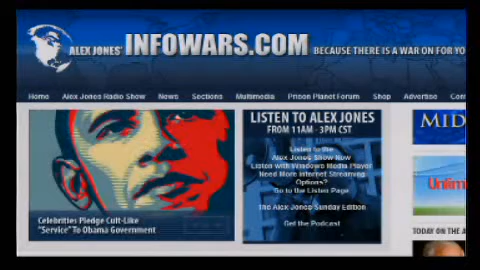 ALEX JONES' INFOWARS.COM BECAUSE THERE IS A WAR ON FOR YO
Home Alex Jones Radio Show News Sections Multimedia Prison Planet Forum Shop Advertise Con
LISTEN TO ALEX JONES
FROM 11AM - 3PM CST
Listen to the
Alex Jones Show Now
Listen with Windows Media Player
Need More Internet Streaming
Options?
Go to the Listen Page
The Alex Jones Sunday Edition
Get the Podcast
Celebrities Pledge Cult-Like
"Service" To Obama Government
MID
Unlim
TODAY ON THE A